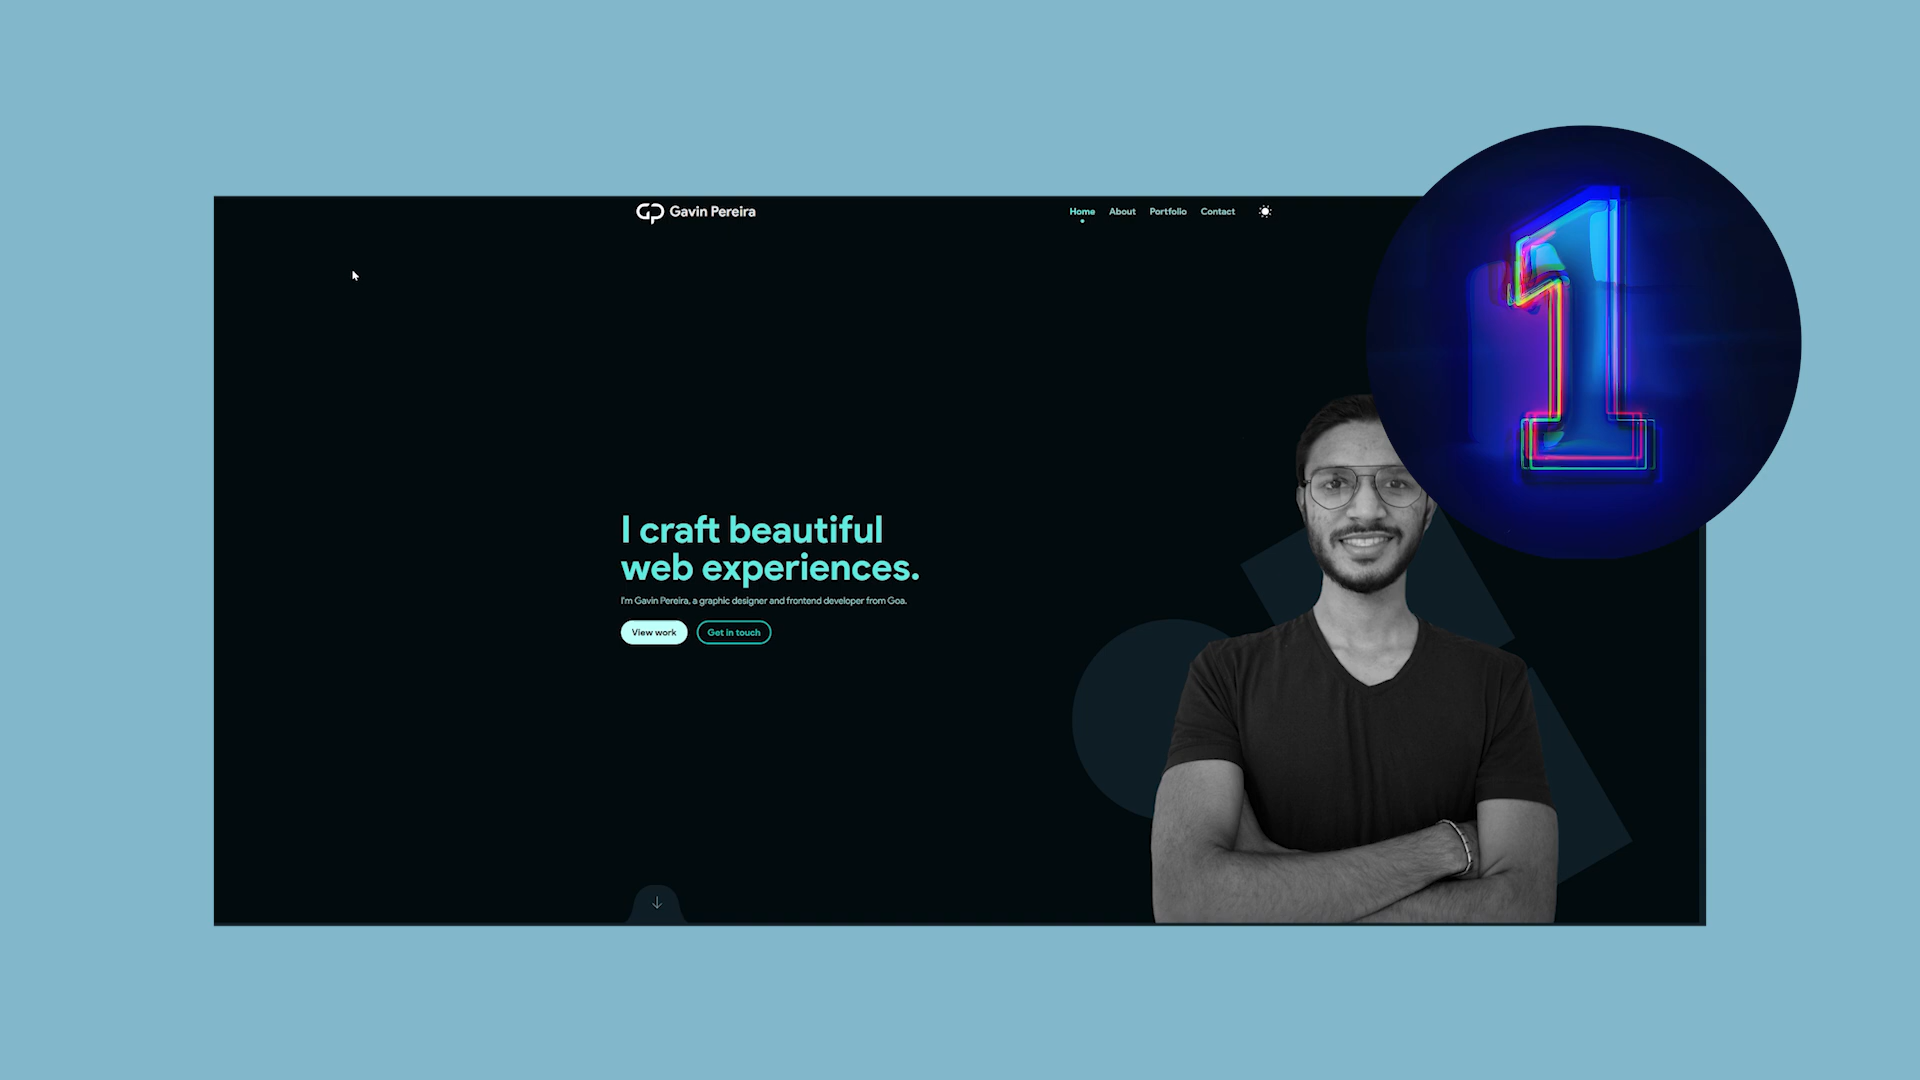 GP Gavin Pereira
Home About Portfolio Contact
1
I craft beautiful
web experiences.
I'm Gavin Pereira, a graphic designer and frontend developer from Goa.
View work Get in touch